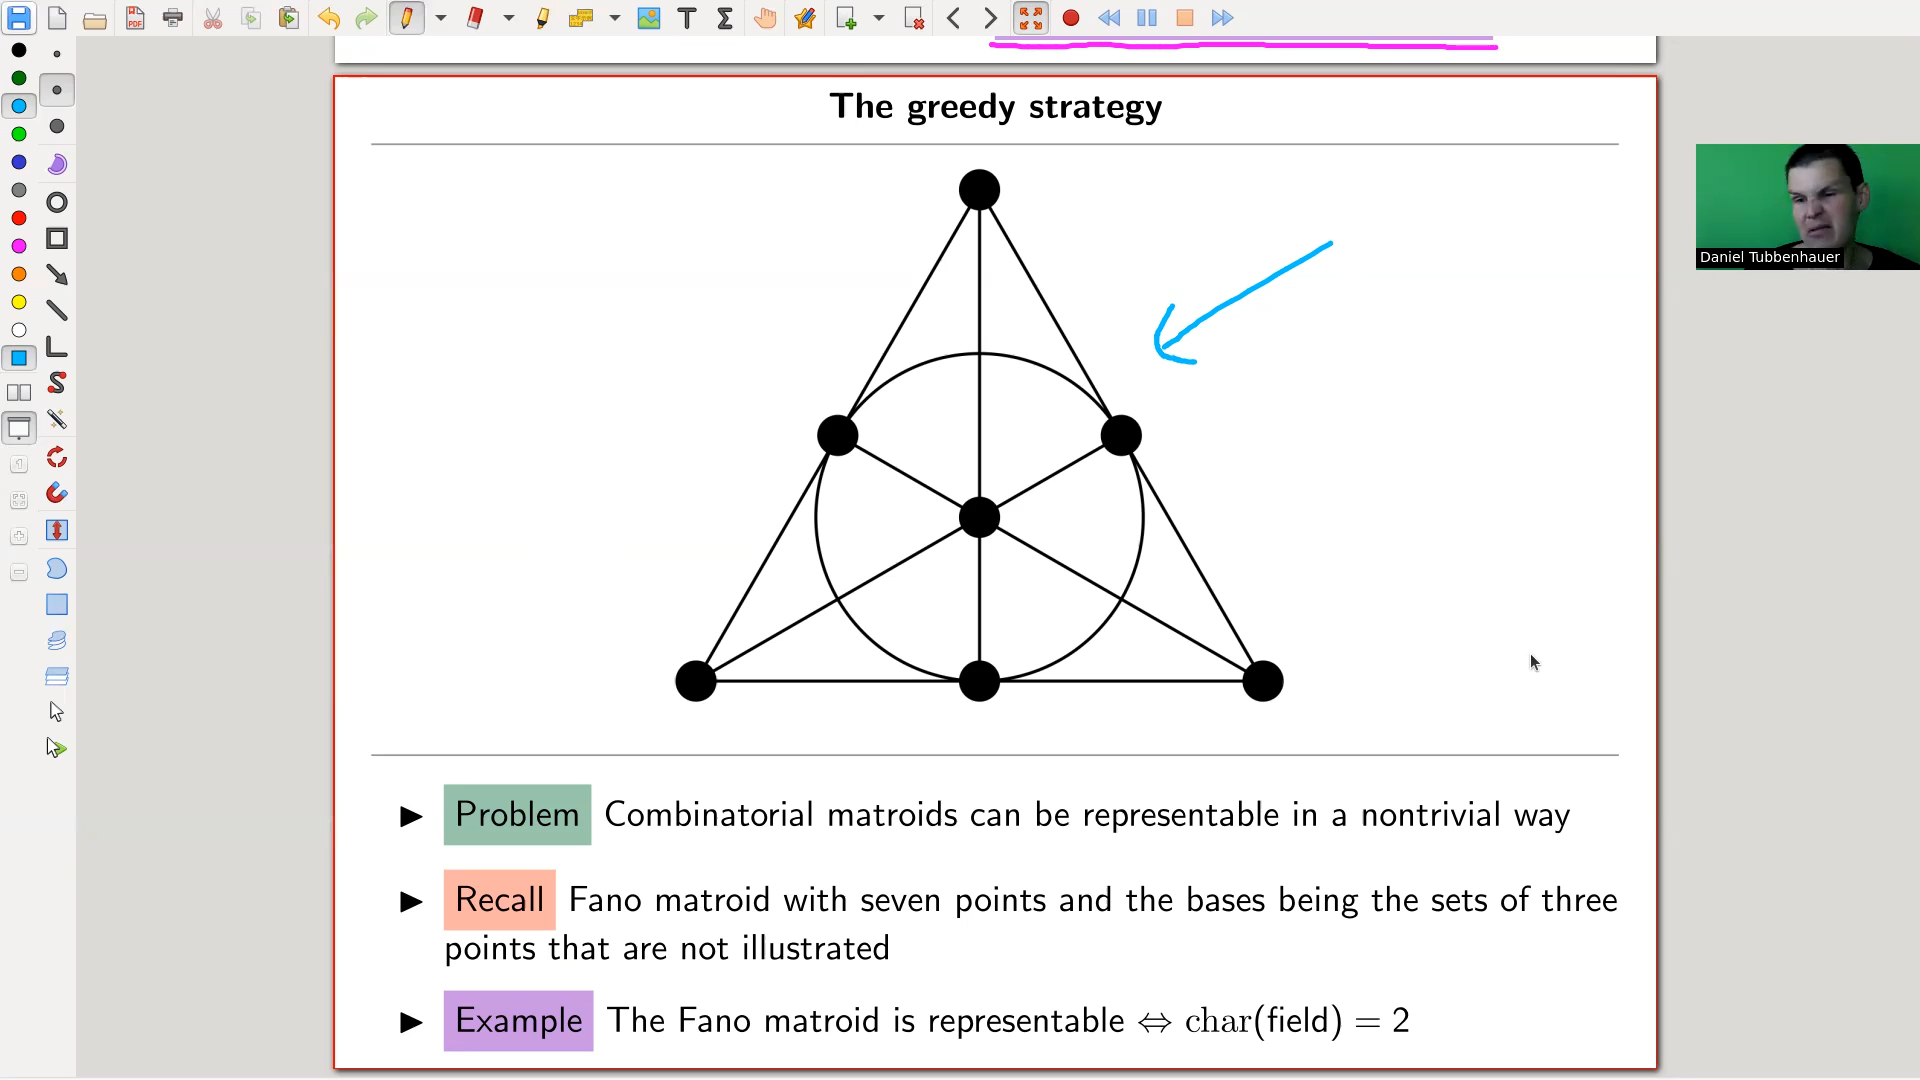 The greedy strategy
Daniel Tubbenhauer
▶ Problem Combinatorial matroids can be representable in a nontrivial way
▶ Recall Fano matroid with seven points and the bases being the sets of three
points that are not illustrated
▶ Example The Fano matroid is representable ⇔ char(field) = 2